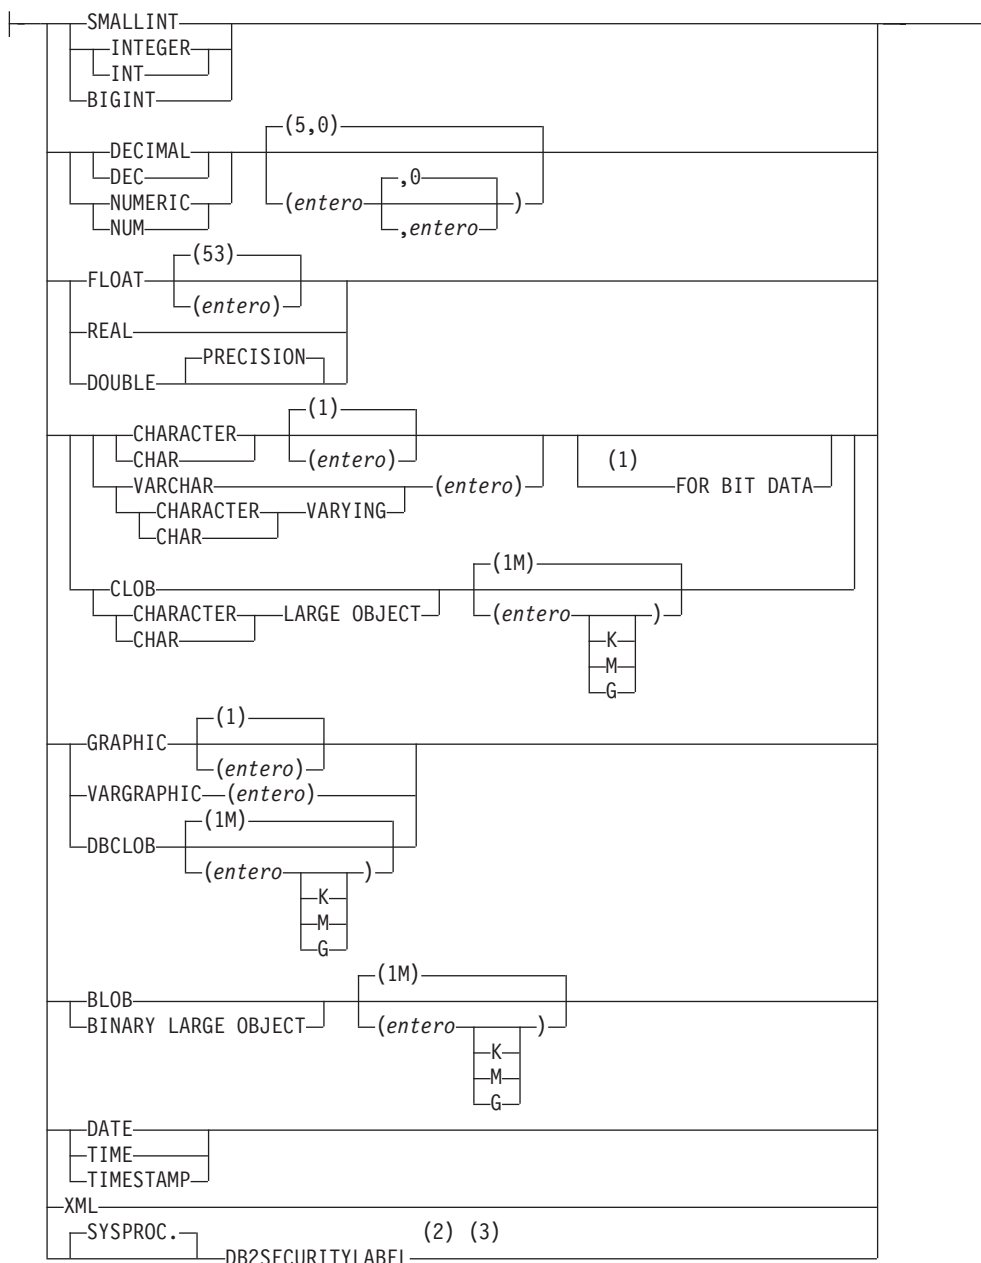 SMALLINT
INTEGER
INT
BIGINT
(5,0)
DECIMAL
DEC
,0
NUMERIC
(entero
)
NUM
,entero
(53)
FLOAT
(entero)
REAL
PRECISION
DOUBLE
(1)
CHARACTER
CHAR
(entero)
(1)
VARCHAR
(entero)
FOR BIT DATA
CHARACTER
VARYING
CHAR
(1M)
CLOB
CHARACTER
LARGE OBJECT
(entero
)
CHAR
K
M
G
(1)
GRAPHIC
(entero)
VARGRAPHIC
(entero)
(1M)
DBCLOB
(entero
)
K
M
G
(1M)
BLOB
BINARY LARGE OBJECT
(entero
)
K
M
G
DATE
TIME
TIMESTAMP
XML
SYSPROC.
(2) (3)
DB2SECURITYLABEL